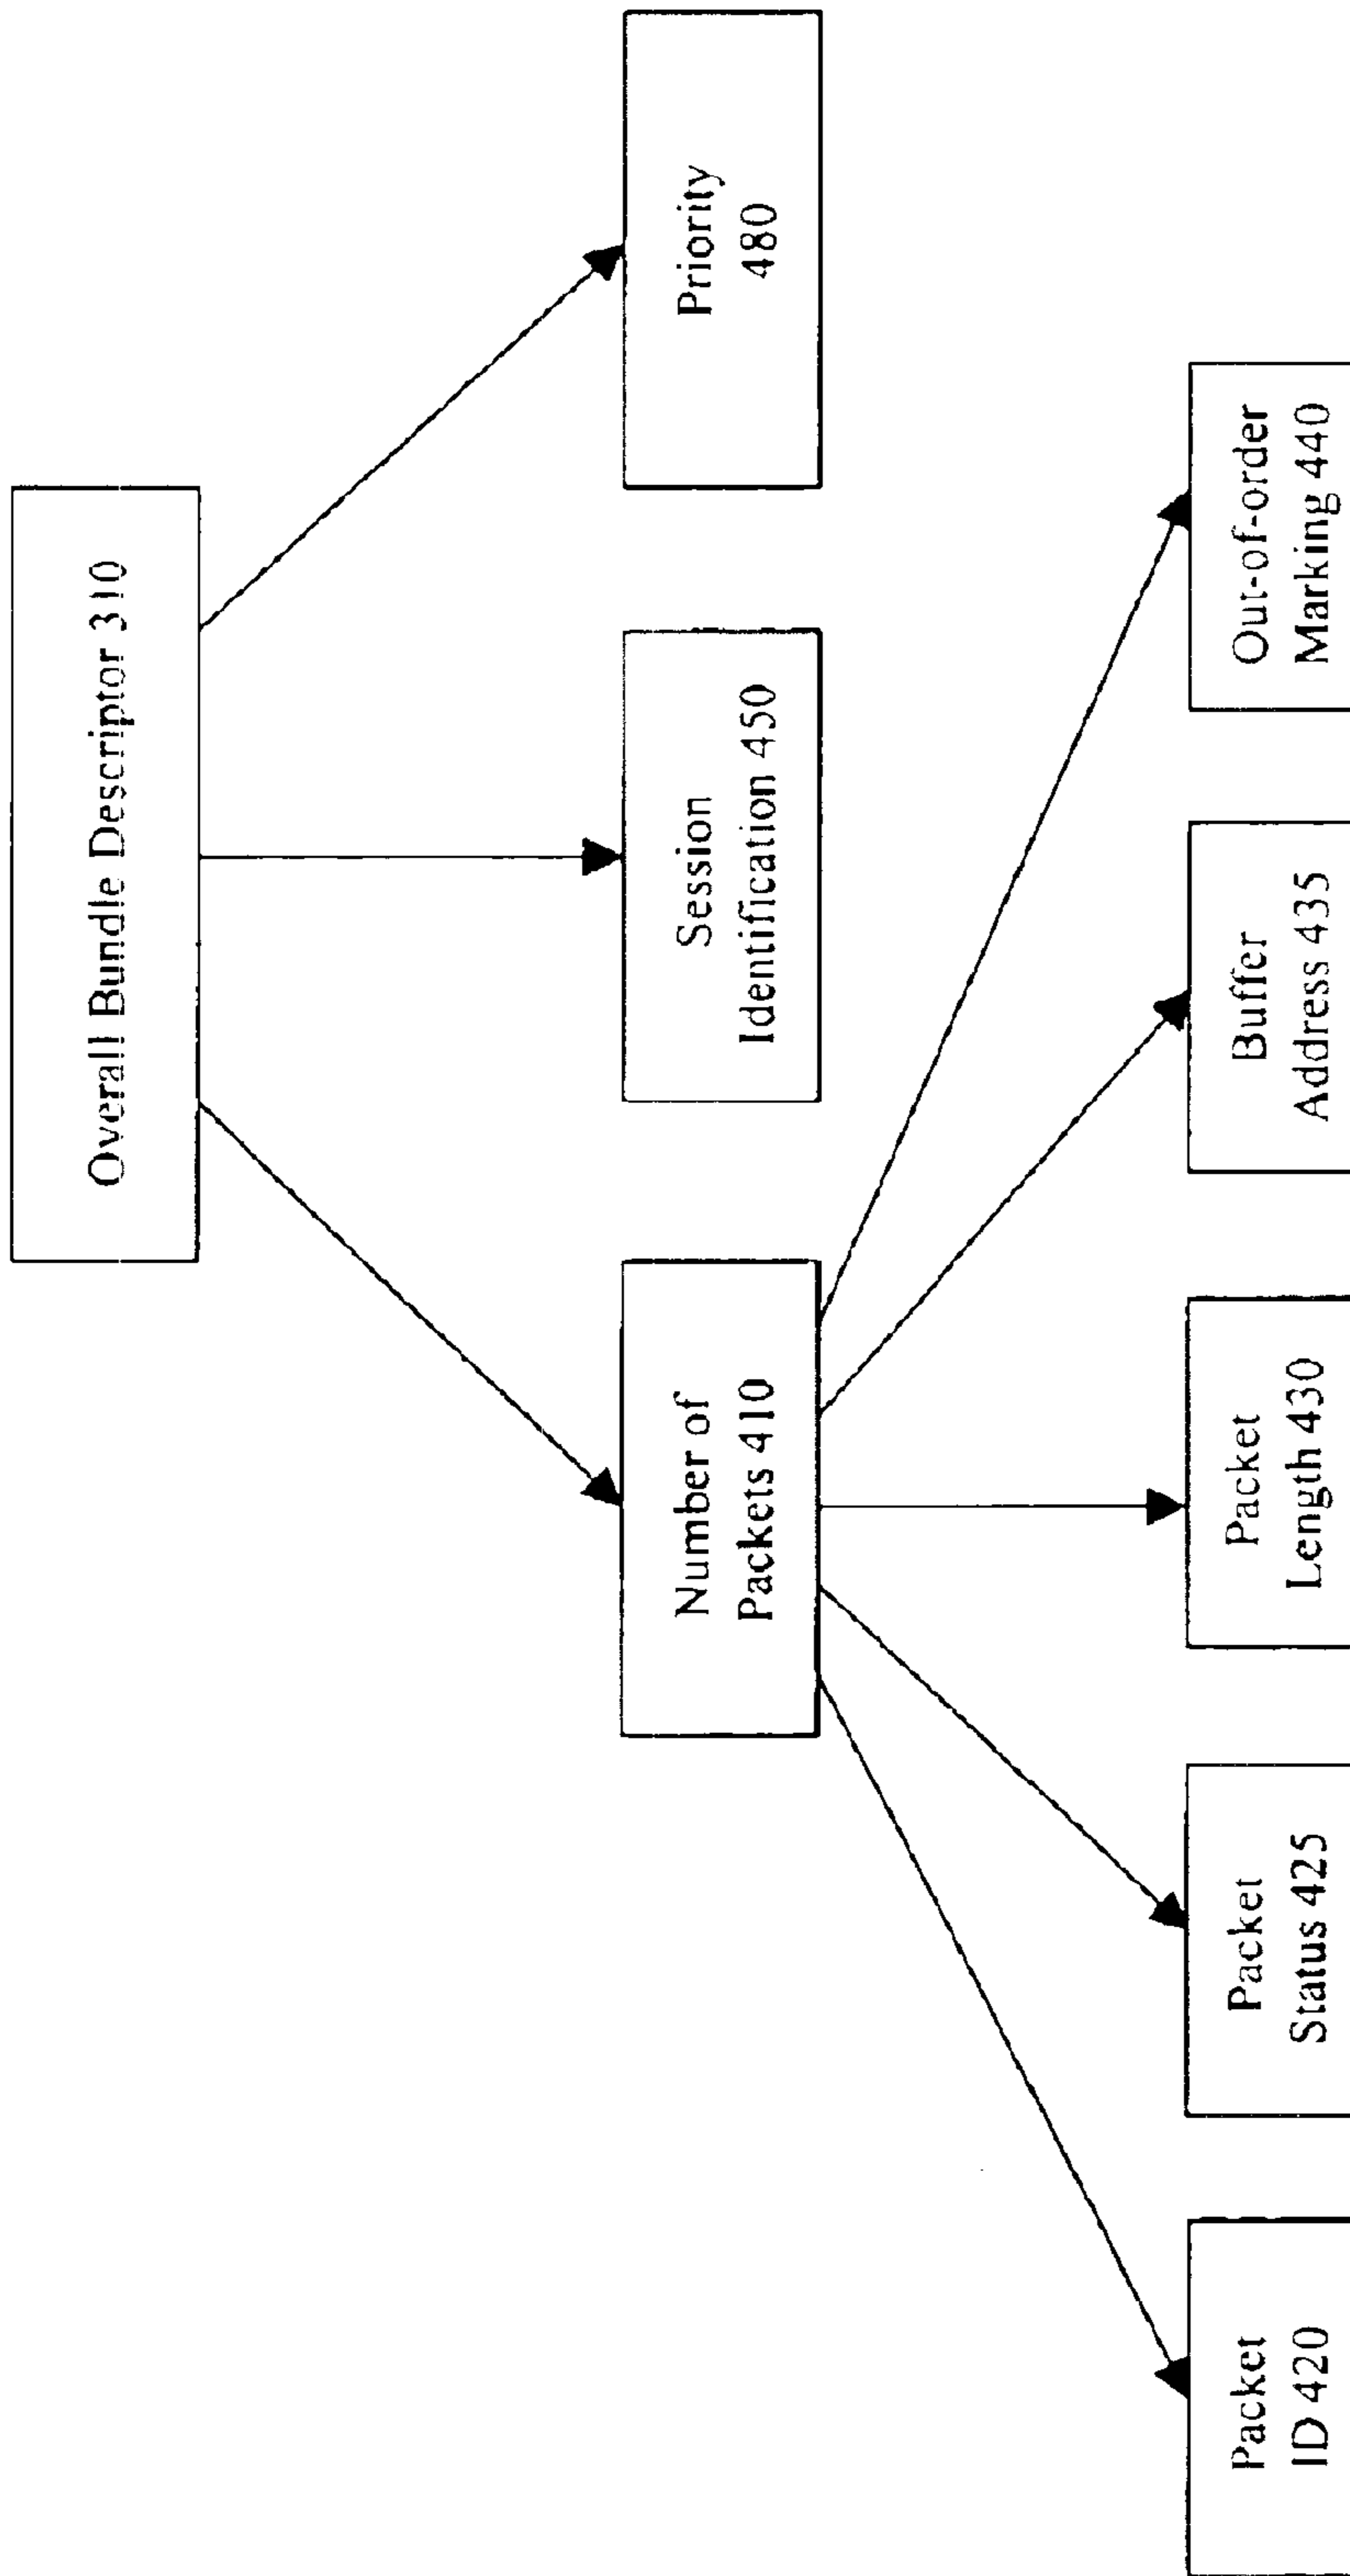 Overall Bundle Descriptor 310
Number of
Packets 410
Session
Identification 450
Priority
480
Packet
ID 420
Packet
Status 425
Packet
Length 430
Buffer
Address 435
Out-of-order
Marking 440